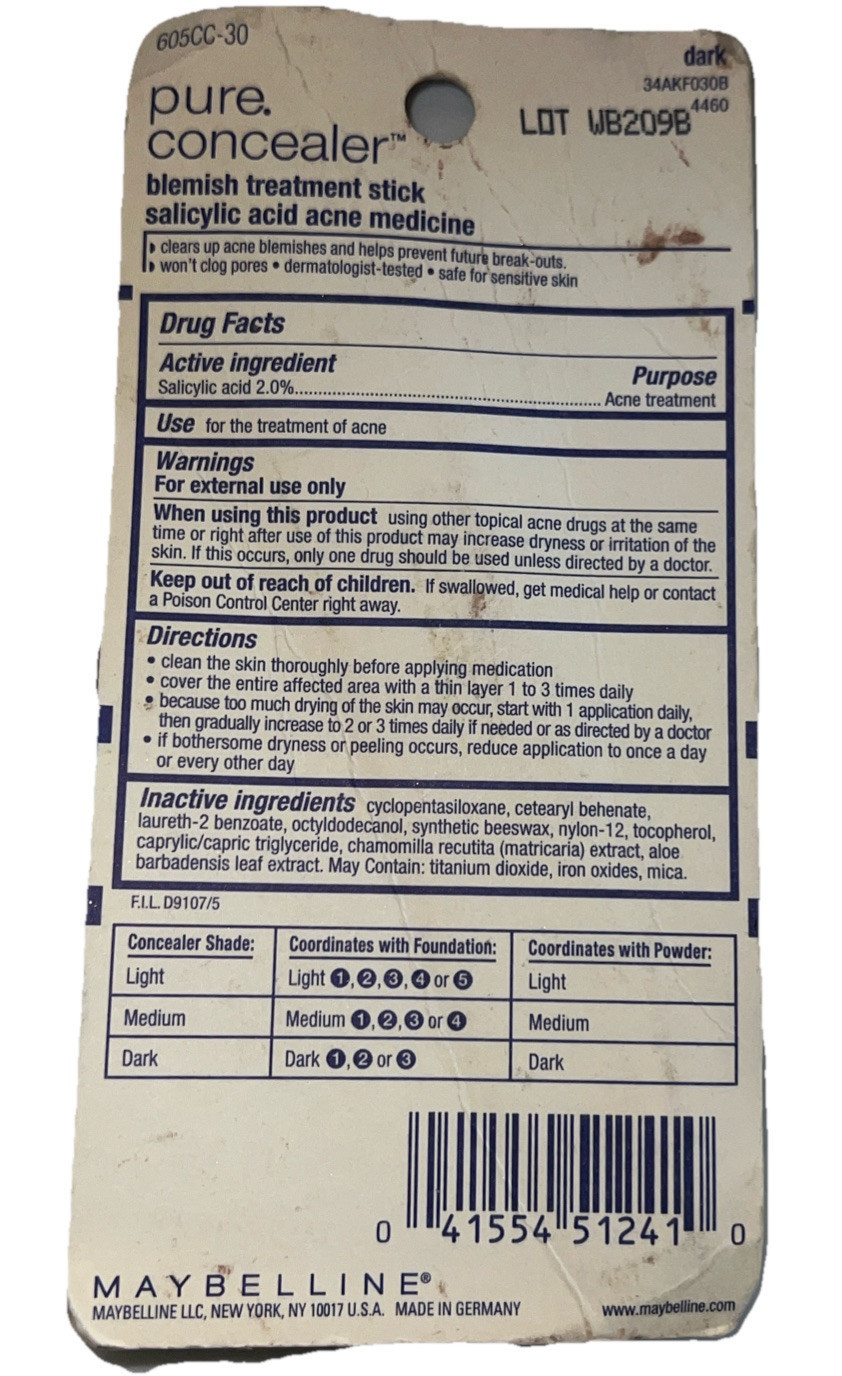 605CC-30
dark
34AKF030B
4460
LOT WB209B
pure.
concealer™
blemish treatment stick
salicylic acid acne medicine
clears up acne blemishes and helps prevent future break-outs.
won't clog pores • dermatologist-tested • safe for sensitive skin
Drug Facts
Active ingredient Purpose
Salicylic acid 2.0%.......................................................................... Acne treatment
Use for the treatment of acne
Warnings
For external use only
When using this product using other topical acne drugs at the same
time or right after use of this product may increase dryness or irritation of the
skin. If this occurs, only one drug should be used unless directed by a doctor.
Keep out of reach of children. If swallowed, get medical help or contact
a Poison Control Center right away.
Directions
• clean the skin thoroughly before applying medication
• cover the entire affected area with a thin layer 1 to 3 times daily
• because too much drying of the skin may occur, start with 1 application daily,
then gradually increase to 2 or 3 times daily if needed or as directed by a doctor
• if bothersome dryness or peeling occurs, reduce application to once a day
or every other day
Inactive ingredients cyclopentasiloxane, cetearyl behenate,
laureth-2 benzoate, octyldodecanol, synthetic beeswax, nylon-12, tocopherol,
caprylic/capric triglyceride, chamomilla recutita (matricaria) extract, aloe
barbadensis leaf extract. May Contain: titanium dioxide, iron oxides, mica.
F.I.L. D9107/5
Concealer Shade: Coordinates with Foundation: Coordinates with Powder:
Light Light ❶,❷,❸,❹ or ❺ Light
Medium Medium ❶,❷,❸ or ❹ Medium
Dark Dark ❶,❷ or ❸ Dark
0 41554 51241 0
MAYBELLINE®
MAYBELLINE LLC, NEW YORK, NY 10017 U.S.A. MADE IN GERMANY www.maybelline.com